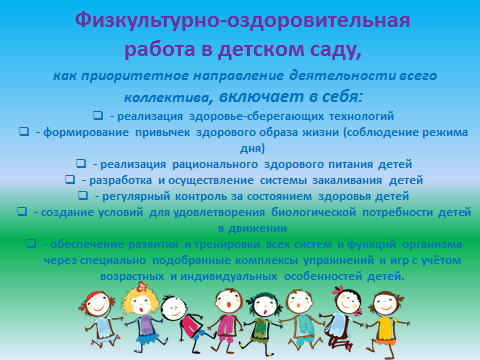 Физкультурно-оздоровительная
работа в детском саду,
как приоритетное направление деятельности всего
коллектива, включает в себя:
- реализация здоровье-сберегающих технологий
- формирование привычек здорового образа жизни (соблюдение режима
дня)
- реализация рационального здорового питания детей
- разработка и осуществление системы закаливания детей
- регулярный контроль за состоянием здоровья детей
- создание условий для удовлетворения биологической потребности детей
в движении
- обеспечение развития и тренировки всех систем и функций организма
через специально подобранные комплексы упражнений и игр с учётом
возрастных и индивидуальных особенностей детей.